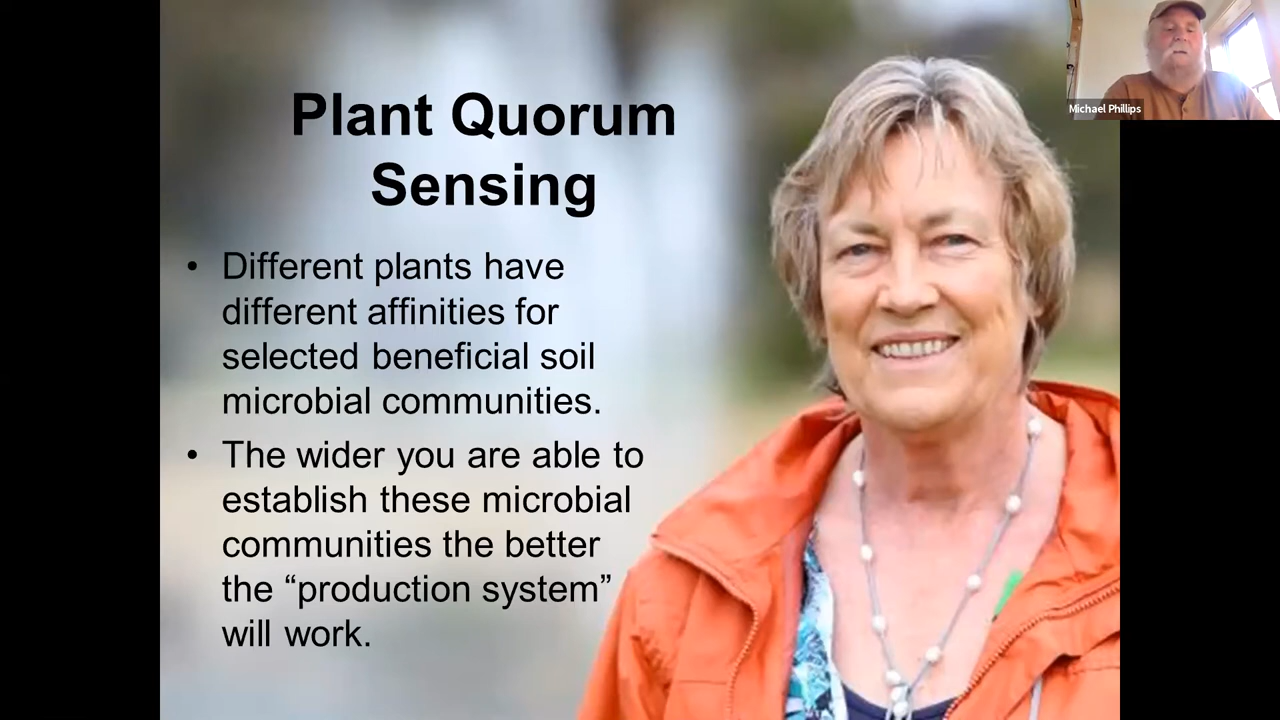 Plant Quorum
Sensing
• Different plants have
different affinities for
selected beneficial soil
microbial communities.
• The wider you are able to
establish these microbial
communities the better
the “production system”
will work.
Michael Phillips